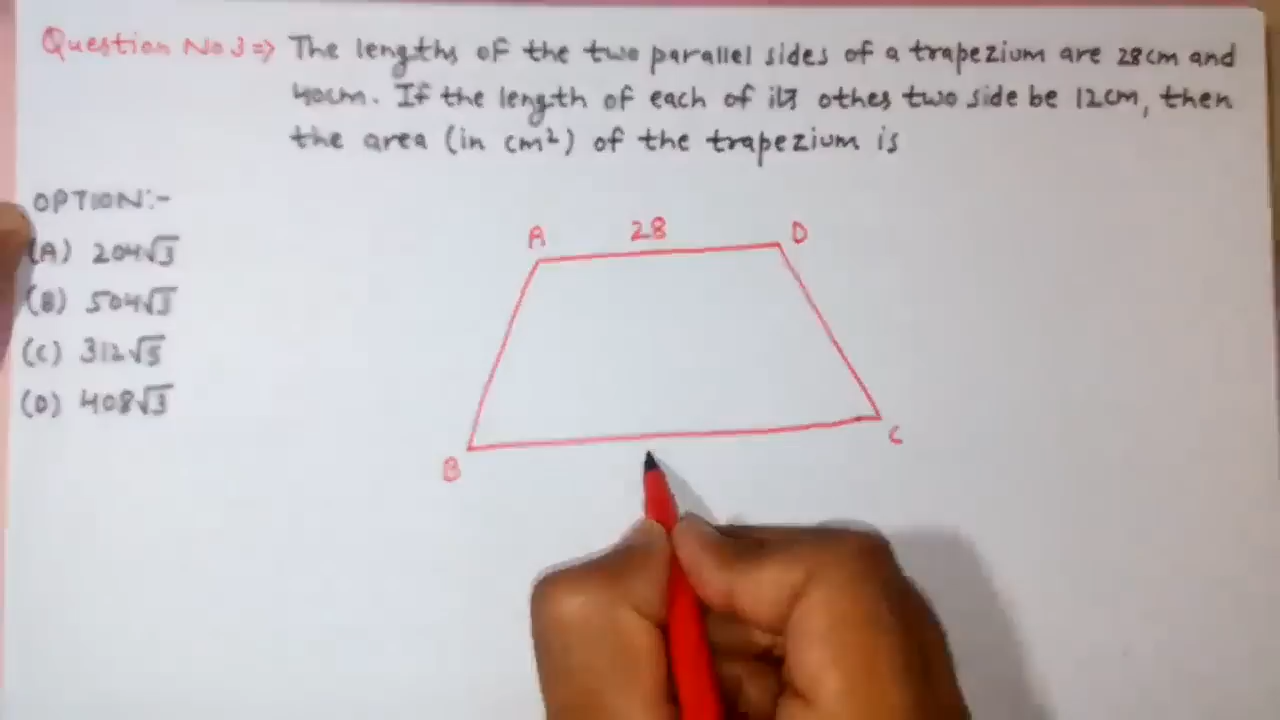 Question No 3 => The lengths of the two parallel sides of a trapezium are 28cm and
40cm. If the length of each of its other two side be 12cm, then
the area (in cm²) of the trapezium is
OPTION:-
(A) 204√3
(B) 504√3
(C) 312√5
(D) 408√3
A 28 D
B C